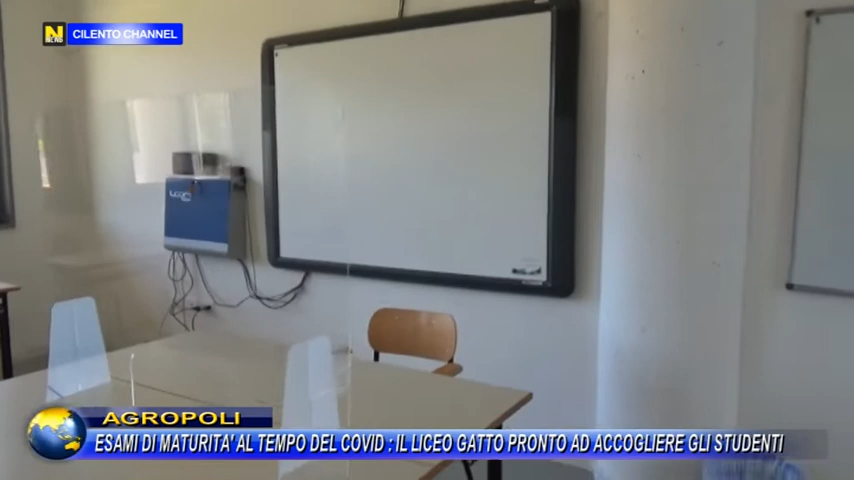 N
CILENTO CHANNEL
AGROPOLI
ESAMI DI MATURITA' AL TEMPO DEL COVID : IL LICEO GATTO PRONTO AD ACCOGLIERE GLI STUDENTI